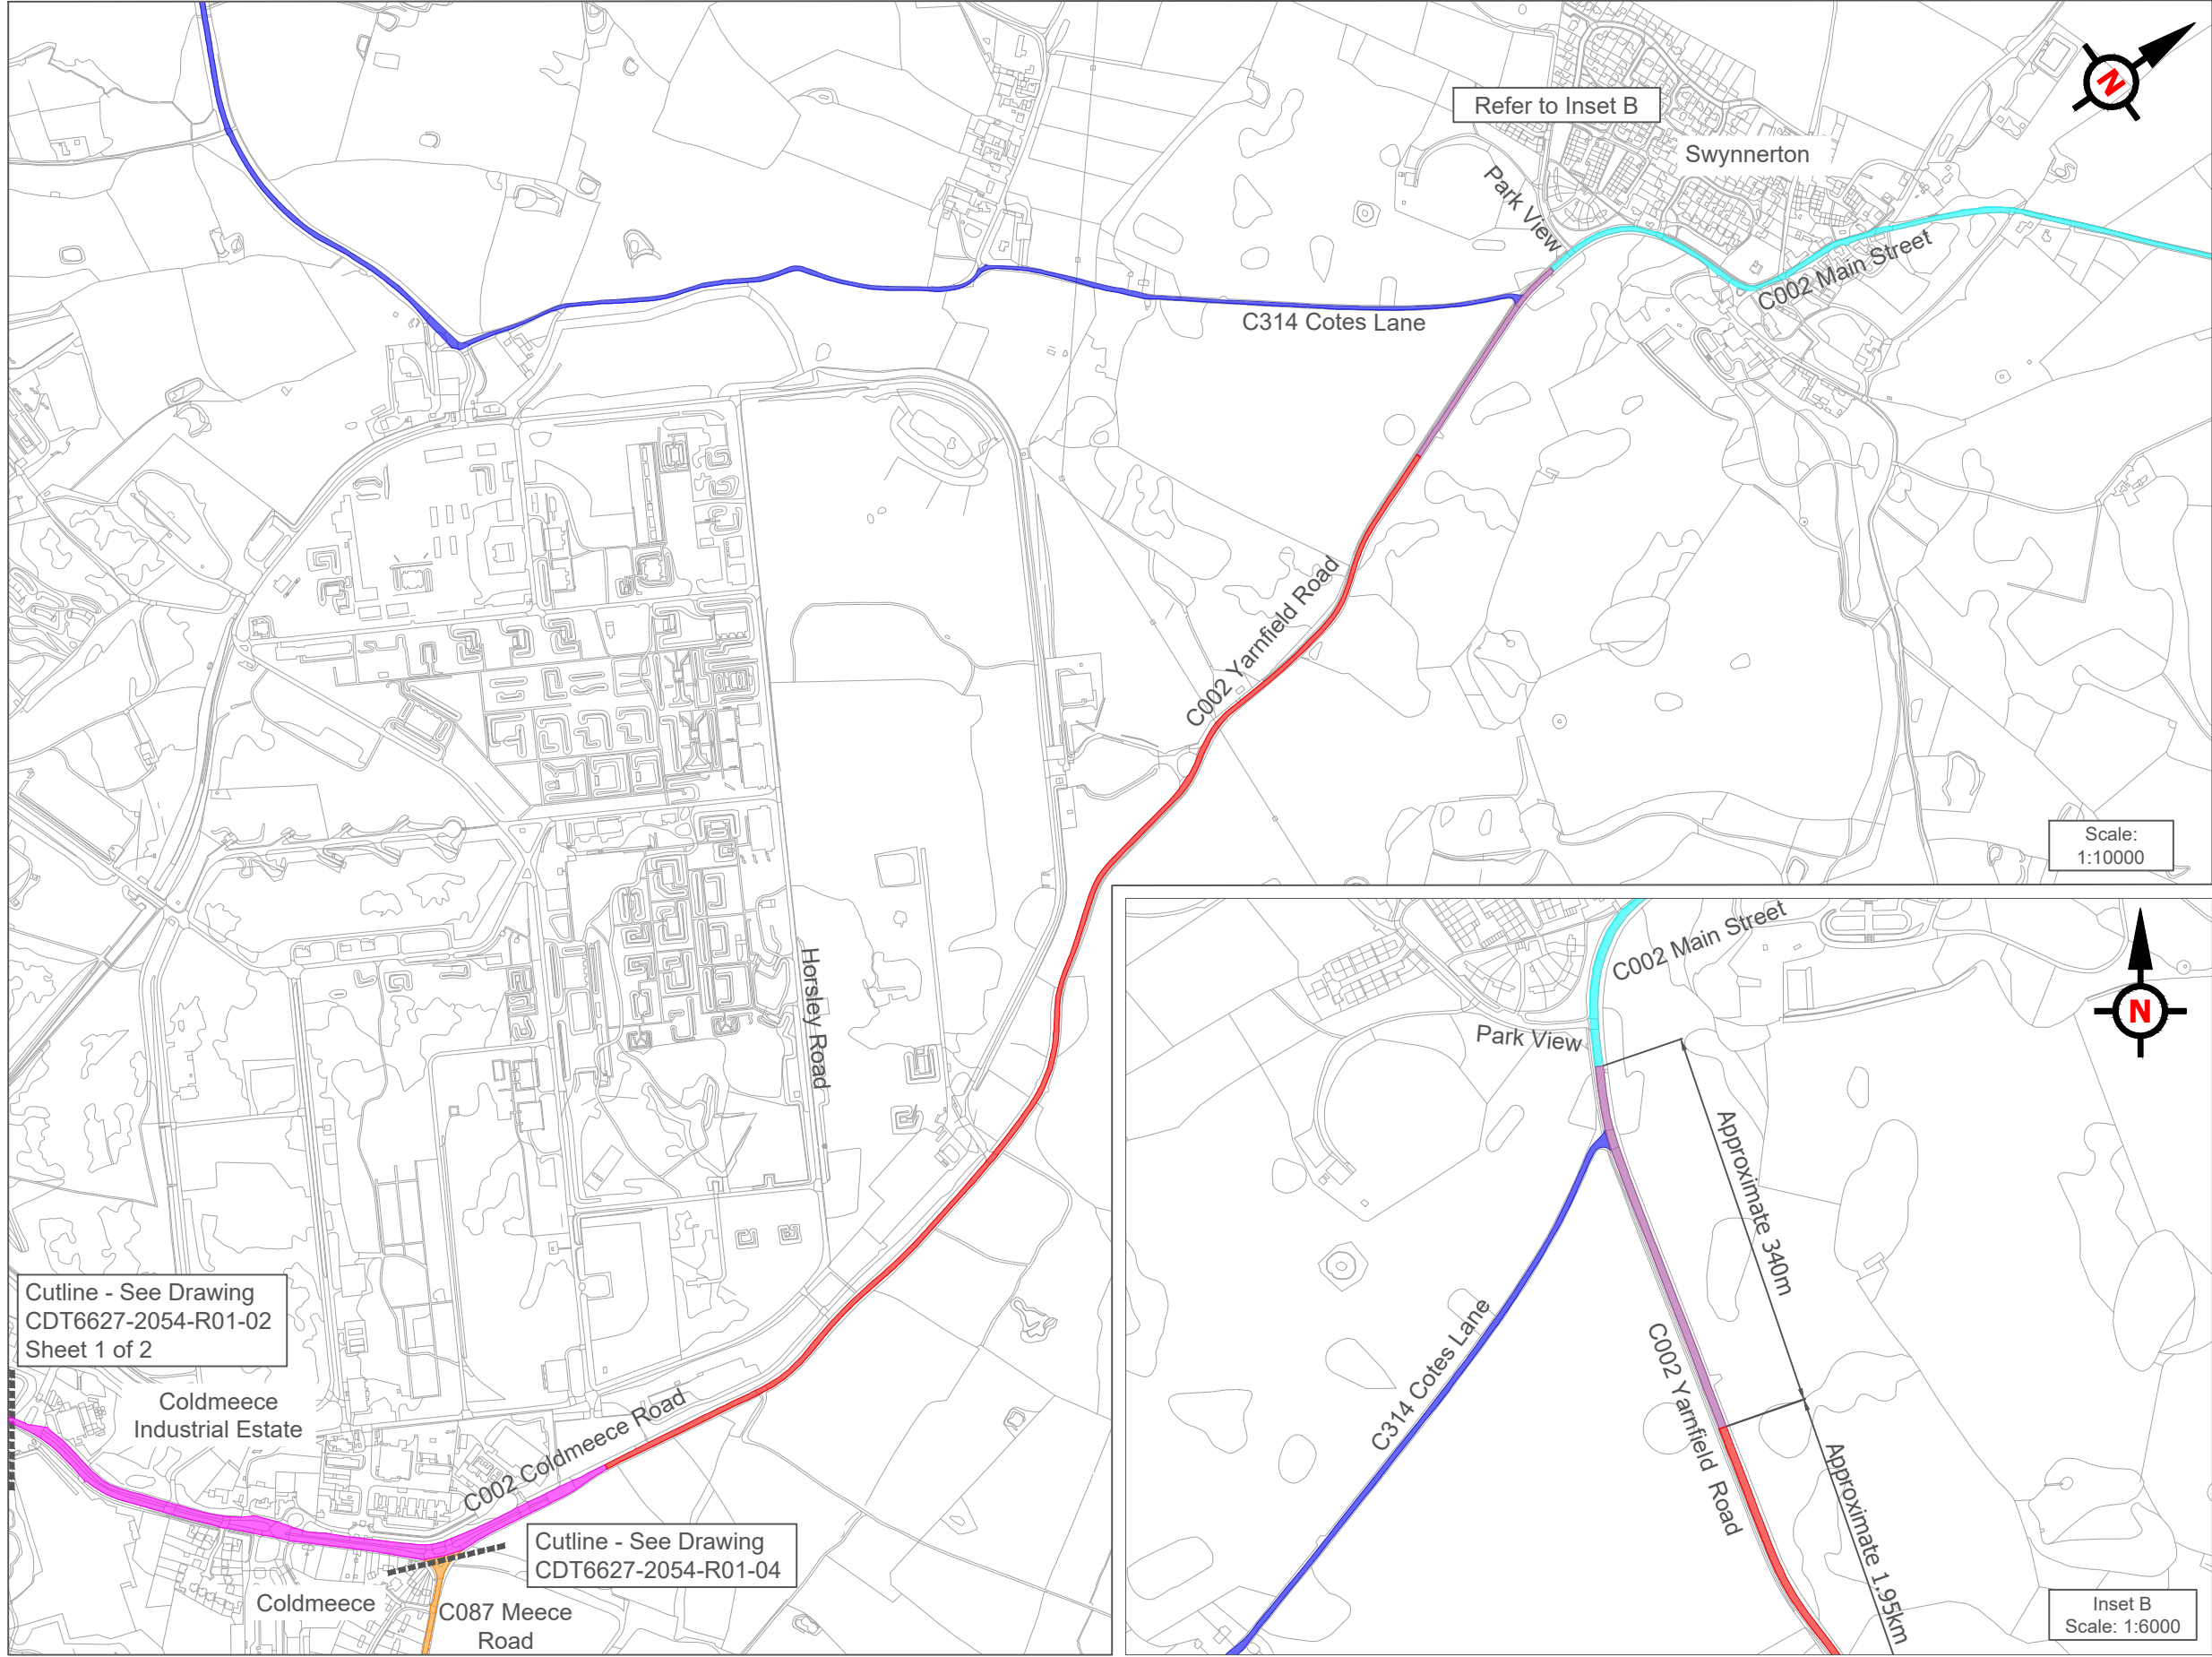 Refer to Inset B
N
Swynnerton
Park View
C002 Main Street
C314 Cotes Lane
C002 Yarnfield Road
Scale:
1:10000
Horsley Road
C002 Main Street
Park View
N
Approximate 340m
C314 Cotes Lane
C002 Yarnfield Road
Approximate 1.95km
Inset B
Scale: 1:6000
Cutline - See Drawing
CDT6627-2054-R01-02
Sheet 1 of 2
Coldmeece
Industrial Estate
C002 Coldmeece Road
Cutline - See Drawing
CDT6627-2054-R01-04
Coldmeece
C087 Meece
Road